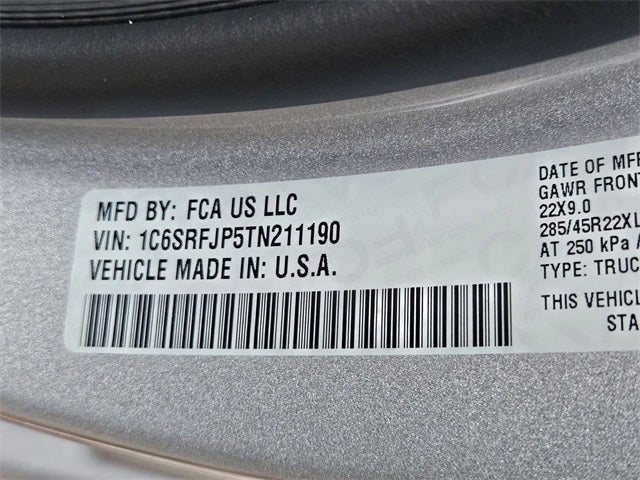 MFD BY: FCA US LLC
VIN: 1C6SRFJP5TN211190
VEHICLE MADE IN: U.S.A.
DATE OF MFR
GAWR FRONT
22X9.0
285/45R22XL
AT 250 kPa
TYPE: TRUC
THIS VEHICL
STA